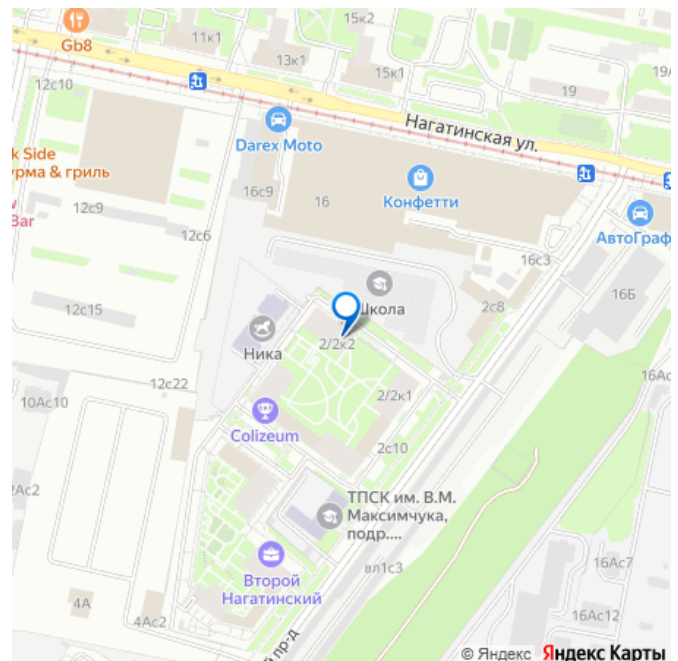 15к2
Gb8
11к1
13к1
15к1
19
19А
12с10
Нагатинская ул.
Darex Moto
k Side
урма & гриль
16с9
16
Конфетти
12с9
Bar
12с6
АвтоГраф
16с3
16Б
12с15
Школа
2с8
Ника
2/2к2
12с22
10Ас10
2/2к1
16Ас
Colizeum
2с10
2Ас2
ТПСК им. В.М.
Максимчука,
подр....
Второй
Нагатинский
вл1с3
16Ас7
4А
4Ас2
16Ас12
й пр-д
© Яндекс Яндекс Карты